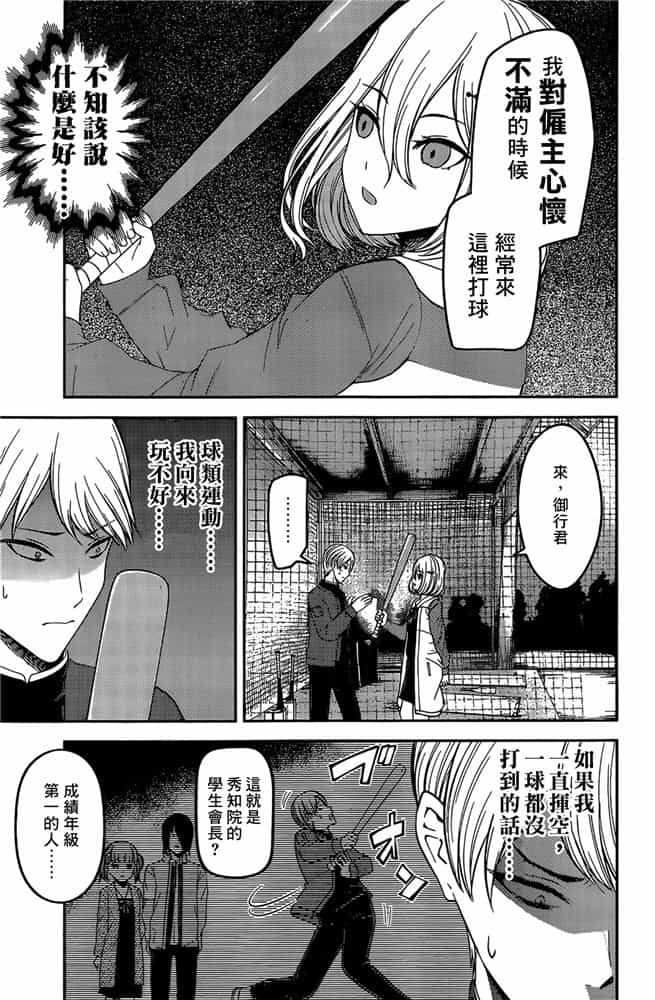 我對僱主心懷
不滿的時候
經常來
這裡打球
不知該說
什麼是好……
來，御行君
……
球類運動……
我向來
玩不好……
如果我
一直揮空，
一球都沒
打到的話……
這就是
秀知院的
學生會長？
成績年級
第一的人……